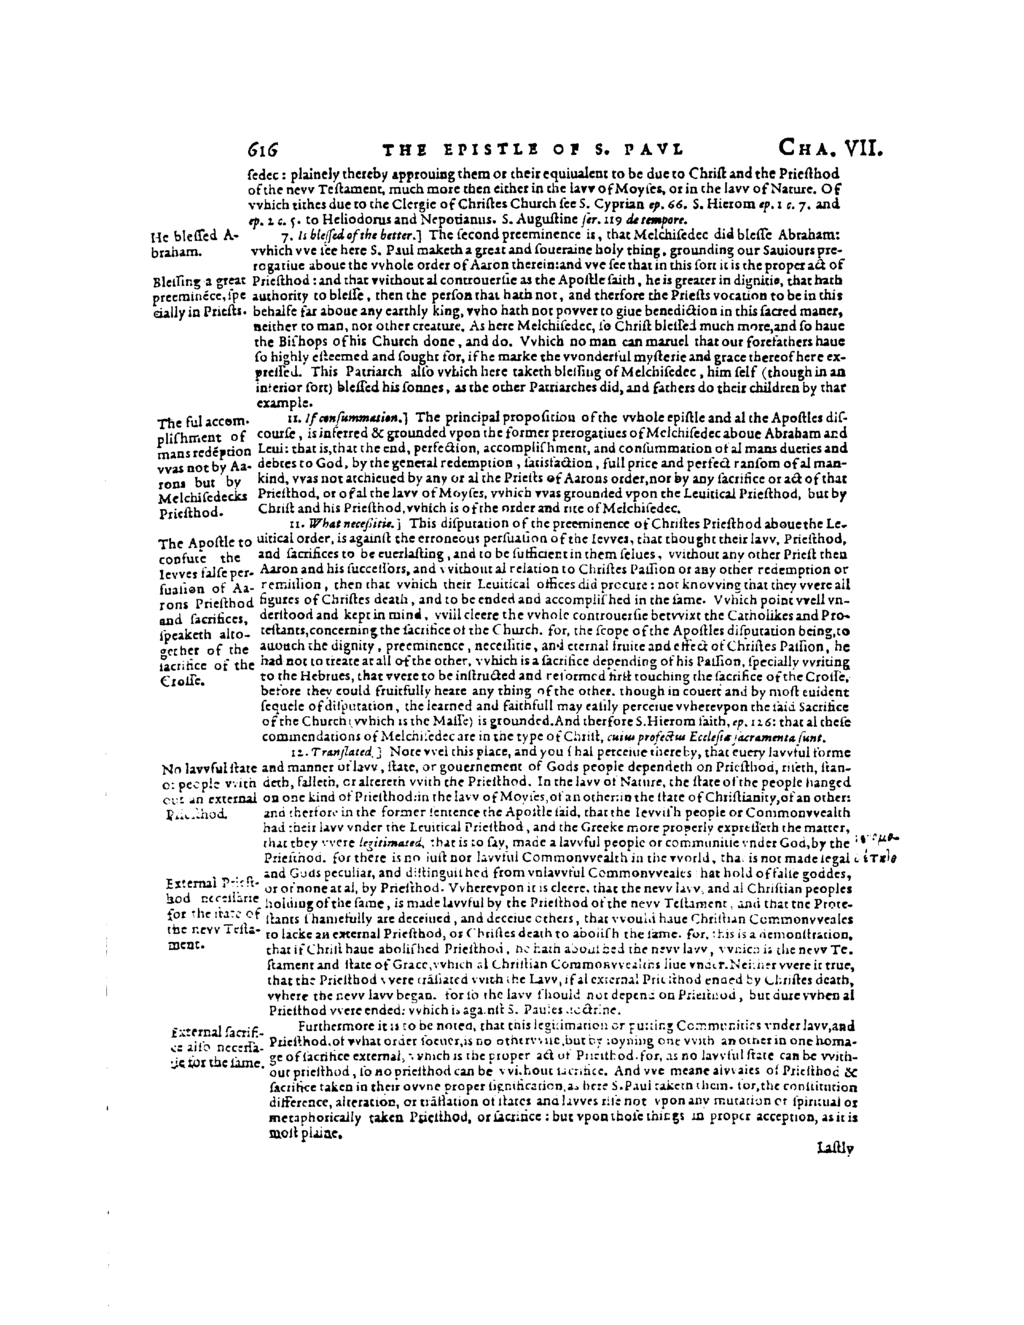 616 THE EPISTLE OF S. PAVL CHA. VII.
ſedec: plainely thereby approuing them or their equiualent to be due to Chriſt and the Prieſthod
of the nevv Teſtament, much more then either in the lavv of Moyſes, or in the lavv of Nature. Of
vvhich tithes due to the Clergie of Chriſtes Church ſee S. Cyprian ep. 66. S. Hierom ep. 1 c. 7. and
ep. 2 c. 5. to Heliodorus and Nepotianus. S. Auguſtine ſer. 219 de tempore.
He bleſſed A-
braham.
7. Is bleſſed of the better.] The ſecond preeminence is, that Melchiſedec did bleſſe Abraham:
vvhich vve ſee here S. Paul maketh a great and ſoueraine holy thing, grounding our Sauiours pre-
rogatiue aboue the vvhole order of Aaron therein: and vve ſee that in this ſort it is the proper act of
Bleſſing a great
preeminéce, ſpe
cially in Prieſts.
Prieſthod: and that vvithout al controuerſie as the Apoſtle ſaith, he is greater in dignitie, that hath
authority to bleſſe, then the perſon that hath not, and therfore the Prieſts vocation to be in this
behalfe far aboue any earthly king, vvho hath not povver to giue benediction in this ſacred maner,
neither to man, nor other creature. As here Melchiſedec, ſo Chriſt bleſſed much more, and ſo haue
the Biſhops of his Church done, and do. Vvhich no man can maruel that our forefathers haue
ſo highly eſteemed and ſought for, if he marke the vvonderful myſterie and grace thereof here ex-
preſſed. This Patriarch alſo vvhich here taketh bleſſing of Melchiſedec, him ſelf (though in an
inferior ſort) bleſſed his ſonnes, as the other Patriarches did, and fathers do their children by that
example.
The ful accom-
pliſhment of
mans redéption
vvas not by Aa-
rons but by
Melchiſedecks
Prieſthod.
11. If conſummation.] The principal propoſition of the vvhole epiſtle and al the Apoſtles diſ-
courſe, is inferred & grounded vpon the former prerogatiues of Melchiſedec aboue Abraham and
Leui: that is, that the end, perfection, accompliſhment, and conſummation of al mans dueties and
debtes to God, by the general redemption, ſatisfaction, full price and perfect ranſom of al man-
kind, vvas not atchieued by any or al the Prieſts of Aarons order, nor by any ſacrifice or act of that
Prieſthod, or of al the lavv of Moyſes, vvhich vvas grounded vpon the Leuitical Prieſthod, but by
Chriſt and his Prieſthod, vvhich is of the order and rite of Melchiſedec.
The Apoſtle to
confute the
Ievves falſe per-
ſuaſion of Aa-
rons Prieſthod
and ſacrifices,
ſpeaketh alto-
gether of the
ſacrifice of the
Croſſe.
11. What neceſſitie.] This diſputation of the preeminence of Chriſtes Prieſthod aboue the Le-
uitical order, is againſt the erroneous perſuaſion of the Ievves, that thought their lavv, Prieſthod,
and ſacrifices to be euerlaſting, and to be ſufficient in them ſelues, vvithout any other Prieſt then
Aaron and his ſucceſſors, and vvithout al relation to Chriſtes Paſſion or any other redemption or
remiſſion, then that vvhich their Leuitical offices did procure: not knovving that they vvere all
figures of Chriſtes death, and to be ended and accompliſhed in the ſame. Vvhich point vvell vn-
derſtood and kept in mind, vvill cleere the vvhole controuerſie betvvixt the Catholikes and Pro-
teſtants, concerning the ſacrifice of the Church. for, the ſcope of the Apoſtles diſputation being, to
auouch the dignity, preeminence, neceſſitie, and eternal fruite and effect of Chriſtes Paſſion, he
had not to treate at all of the other, vvhich is a ſacrifice depending of his Paſſion, ſpecially vvriting
to the Hebrues, that vvere to be inſtructed and reformed firſt touching the ſacrifice of the Croſſe,
before they could fruitfully heare any thing of the other. though in couert and by moſt euident
ſequele of diſputation, the learned and faithfull may eaſily perceiue vvherevpon the ſaid Sacrifice
of the Church (vvhich is the Maſſe) is grounded. And therfore S. Hierom ſaith, ep. 126: that al theſe
commendations of Melchiſedec are in the type of Chriſt, cuius profectus Eccleſiæ ſacramenta ſunt.
12. Tranſlated.] Note vvel this place, and you ſhal perceiue thereby, that euery lavvful forme
No lavvful ſtate
of people vvith
out an external
Prieſthod.
and manner of lavv, ſtate, or gouernement of Gods people dependeth on Prieſthod, riſeth, ſtan-
deth, falleth, or altereth vvith the Prieſthod. In the lavv of Nature, the ſtate of the people hanged
on one kind of Prieſthod: in the lavv of Moyſes, of an other: in the ſtate of Chriſtianity, of an other:
and therfore in the former ſentence the Apoſtle ſaid, that the Ievviſh people or Commonvvealth
had their lavv vnder the Leuitical Prieſthod, and the Greeke more properly expreſſeth the matter,
that they vvere legitimated, that is to ſay, made a lavvful people or communitie vnder God, by the
Prieſthod. for there is no iuſt nor lavvful Commonvvealth in the vvorld, that is not made legal
and Gods peculiar, and diſtinguiſhed from vnlavvful Commonvveales that hold of falſe goddes,
External Prieſt-
hod neceſſarie
for the ſtate of
the nevv Teſta-
ment.
or of none at al, by Prieſthod. Vvherevpon it is cleere, that the nevv lavv, and al Chriſtian peoples
holding of the ſame, is made lavvful by the Prieſthod of the nevv Teſtament, and that the Prote-
ſtants ſhamefully are deceiued, and deceiue others, that vvould haue Chriſtian Commonvveales
to lacke an external Prieſthod, or Chriſtes death to aboliſh the ſame. for, this is a demonſtration,
that if Chriſt haue aboliſhed Prieſthod, he hath aboliſhed the nevv lavv, vvhich is the nevv Te-
ſtament and ſtate of Grace, vvhich al Chriſtian Commonvvealths liue vnder. Neither vvere it true,
that the Prieſthod vvere trāſlated vvith the Lavv, if al external Prieſthod ended by Chriſtes death,
vvhere the nevv lavv began. for ſo the lavv ſhould not depend on Prieſthod, but dure vvhen al
Prieſthod vvere ended: vvhich is againſt S. Paules doctrine.
External ſacrifi-
ce alſo neceſſa-
rie for the ſame.
Furthermore it is to be noted, that this legitimation or putting Communities vnder lavv, and
Prieſthod, of vvhat order ſoeuer, is no othervviſe, but by ioyning one vvith an other in one homa-
ge of ſacrifice external, vvhich is the proper act of Prieſthod. for, as no lavvful ſtate can be vvith-
out prieſthod, ſo no prieſthod can be vvithout ſacrifice. And vve meane alvvaies of Prieſthod &
ſacrifice taken in their ovvne proper ſignification, as here S. Paul taketh them. for, the conſtitution
difference, alteration, or trāſlation of ſtates and lavves riſe not vpon any mutation of ſpiritual or
metaphorically taken Prieſthod, or ſacrifice: but vpon thoſe things in proper acception, as it is
moſt plaine.
Laſtly